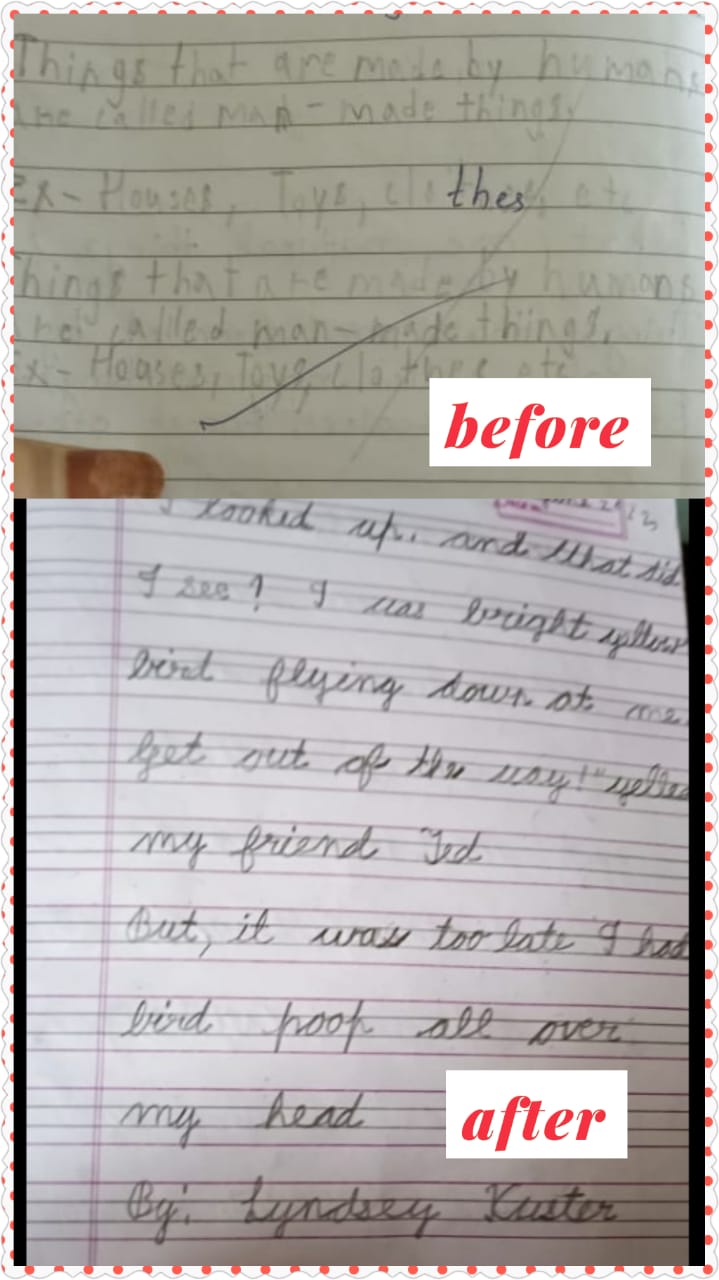 Things that are made by humans
are called man-made things.
Ex- Houses, Toys, clothes, etc
hings that are made by humans
are called man-made thiings.
Ex- Houses, Toys, clothes etc
before
I looked up, and what did
I see? I was bright yellow
bird flying down at me.
Get out of the way!" yelled
my friend Ted
But, it was too late I had
bird poop all over
my head
after
By: Lyndsey Kuster